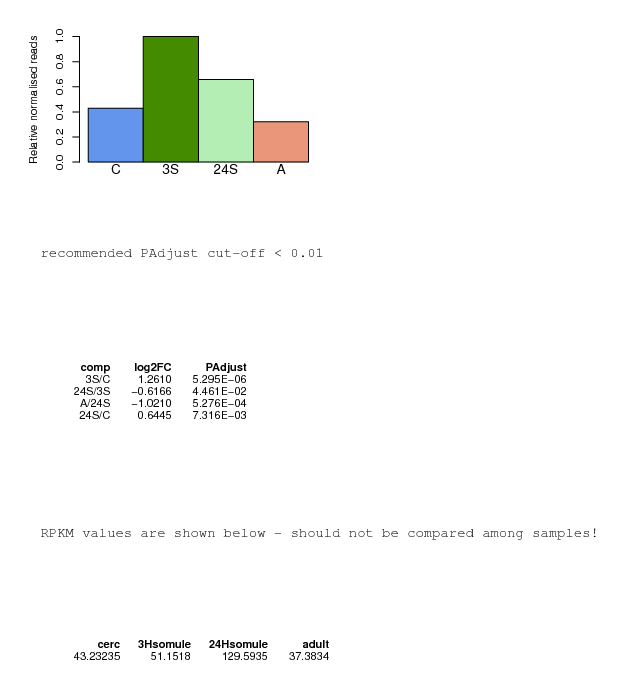 Relative normalised reads
1.0
0.8
0.6
0.4
0.2
0.0
C 3S 24S A
recommended PAdjust cut-off < 0.01
comp log2FC PAdjust
3S/C 1.2610 5.295E−06
24S/3S −0.6166 4.461E−02
A/24S −1.0210 5.276E−04
24S/C 0.6445 7.316E−03
RPKM values are shown below - should not be compared among samples!
cerc 3Hsomule 24Hsomule adult
43.23235 51.1518 129.5935 37.3834